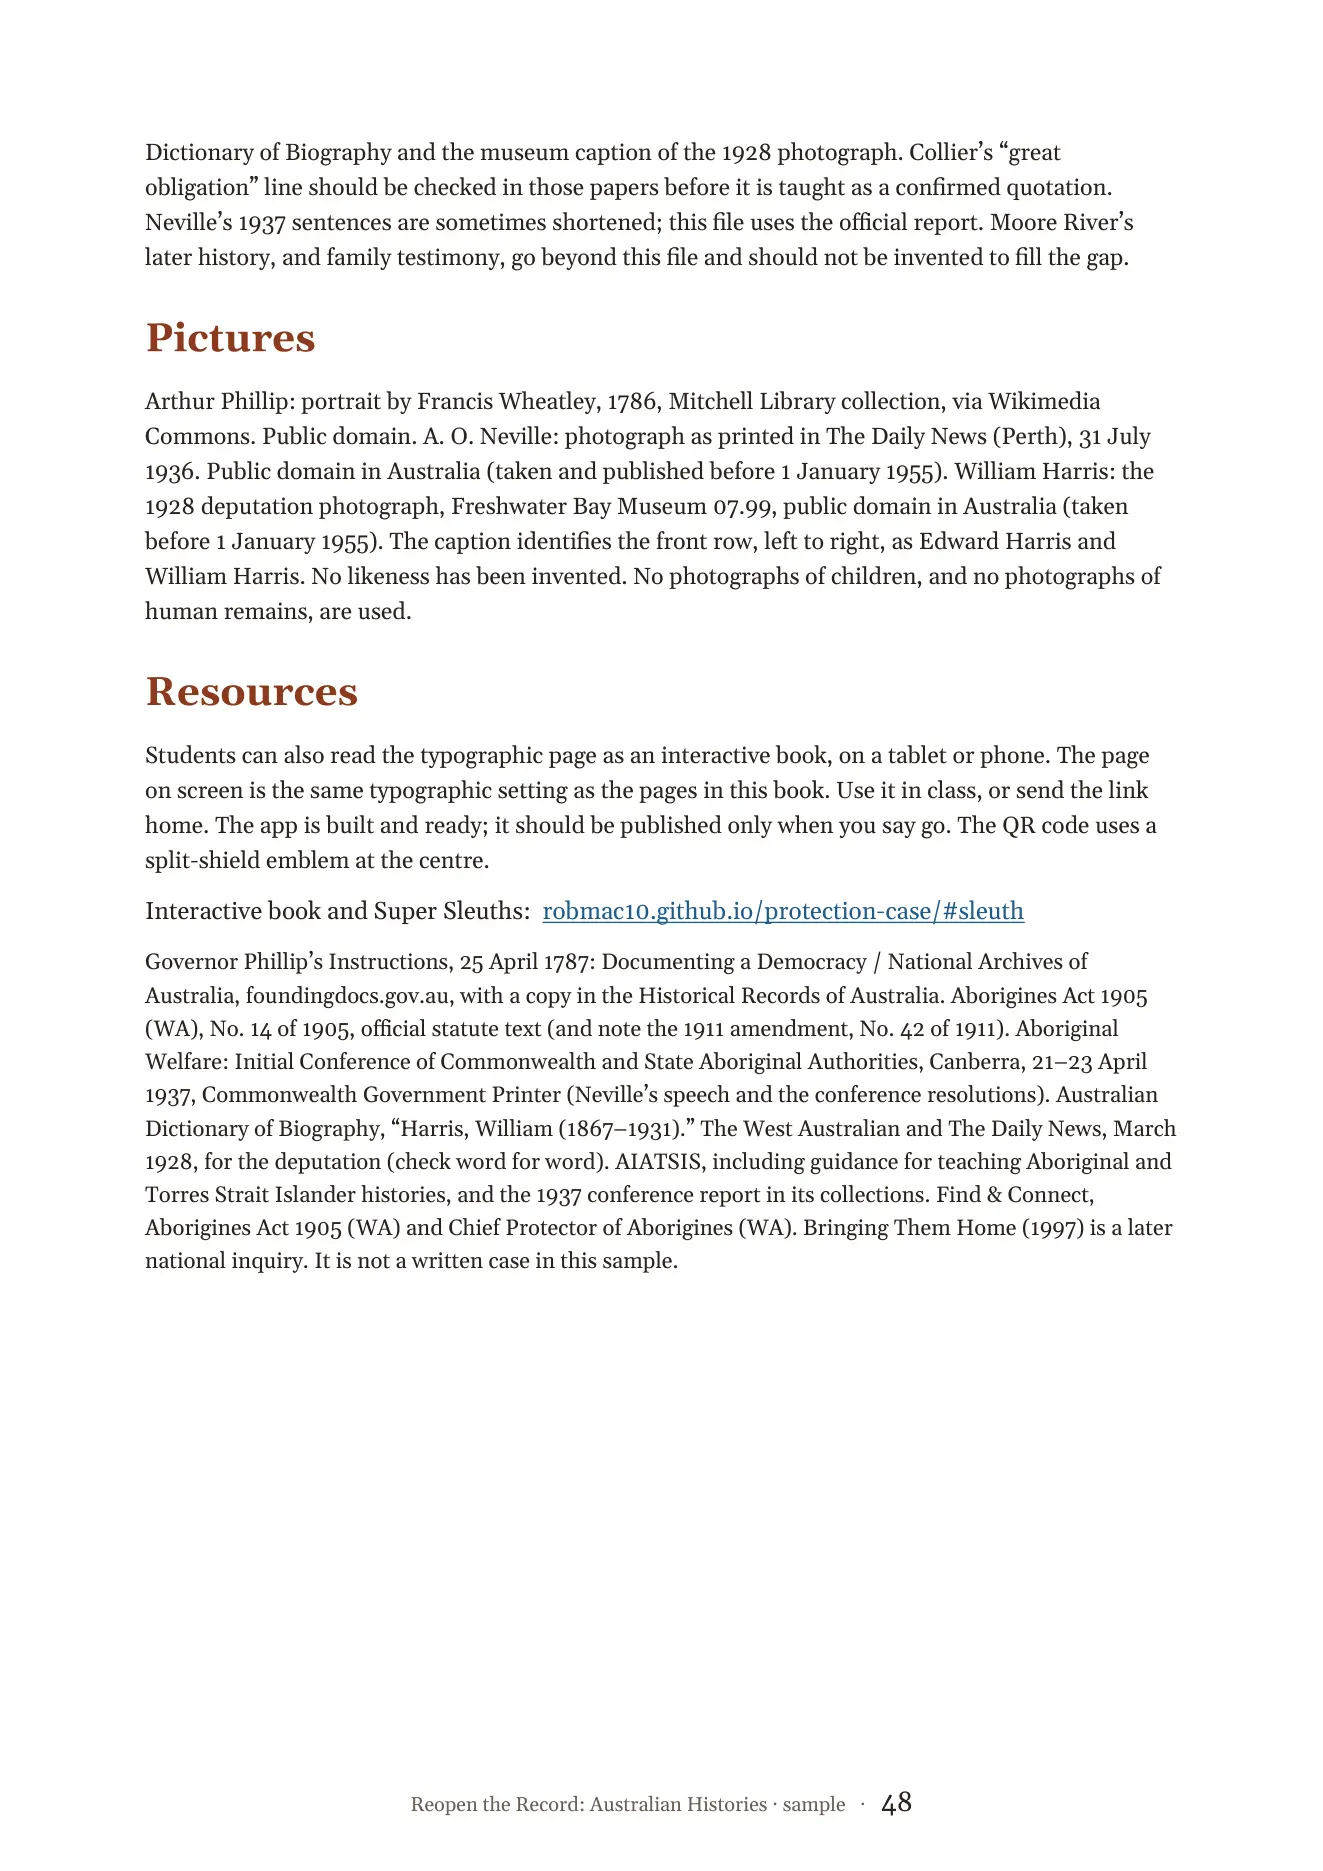 Dictionary of Biography and the museum caption of the 1928 photograph. Collier’s “great
obligation” line should be checked in those papers before it is taught as a confirmed quotation.
Neville’s 1937 sentences are sometimes shortened; this file uses the official report. Moore River’s
later history, and family testimony, go beyond this file and should not be invented to fill the gap.
Pictures
Arthur Phillip: portrait by Francis Wheatley, 1786, Mitchell Library collection, via Wikimedia
Commons. Public domain. A. O. Neville: photograph as printed in The Daily News (Perth), 31 July
1936. Public domain in Australia (taken and published before 1 January 1955). William Harris: the
1928 deputation photograph, Freshwater Bay Museum 07.99, public domain in Australia (taken
before 1 January 1955). The caption identifies the front row, left to right, as Edward Harris and
William Harris. No likeness has been invented. No photographs of children, and no photographs of
human remains, are used.
Resources
Students can also read the typographic page as an interactive book, on a tablet or phone. The page
on screen is the same typographic setting as the pages in this book. Use it in class, or send the link
home. The app is built and ready; it should be published only when you say go. The QR code uses a
split-shield emblem at the centre.
Interactive book and Super Sleuths: robmac10.github.io/protection-case/#sleuth
Governor Phillip’s Instructions, 25 April 1787: Documenting a Democracy / National Archives of
Australia, foundingdocs.gov.au, with a copy in the Historical Records of Australia. Aborigines Act 1905
(WA), No. 14 of 1905, official statute text (and note the 1911 amendment, No. 42 of 1911). Aboriginal
Welfare: Initial Conference of Commonwealth and State Aboriginal Authorities, Canberra, 21–23 April
1937, Commonwealth Government Printer (Neville’s speech and the conference resolutions). Australian
Dictionary of Biography, “Harris, William (1867–1931).” The West Australian and The Daily News, March
1928, for the deputation (check word for word). AIATSIS, including guidance for teaching Aboriginal and
Torres Strait Islander histories, and the 1937 conference report in its collections. Find & Connect,
Aborigines Act 1905 (WA) and Chief Protector of Aborigines (WA). Bringing Them Home (1997) is a later
national inquiry. It is not a written case in this sample.
Reopen the Record: Australian Histories · sample · 48